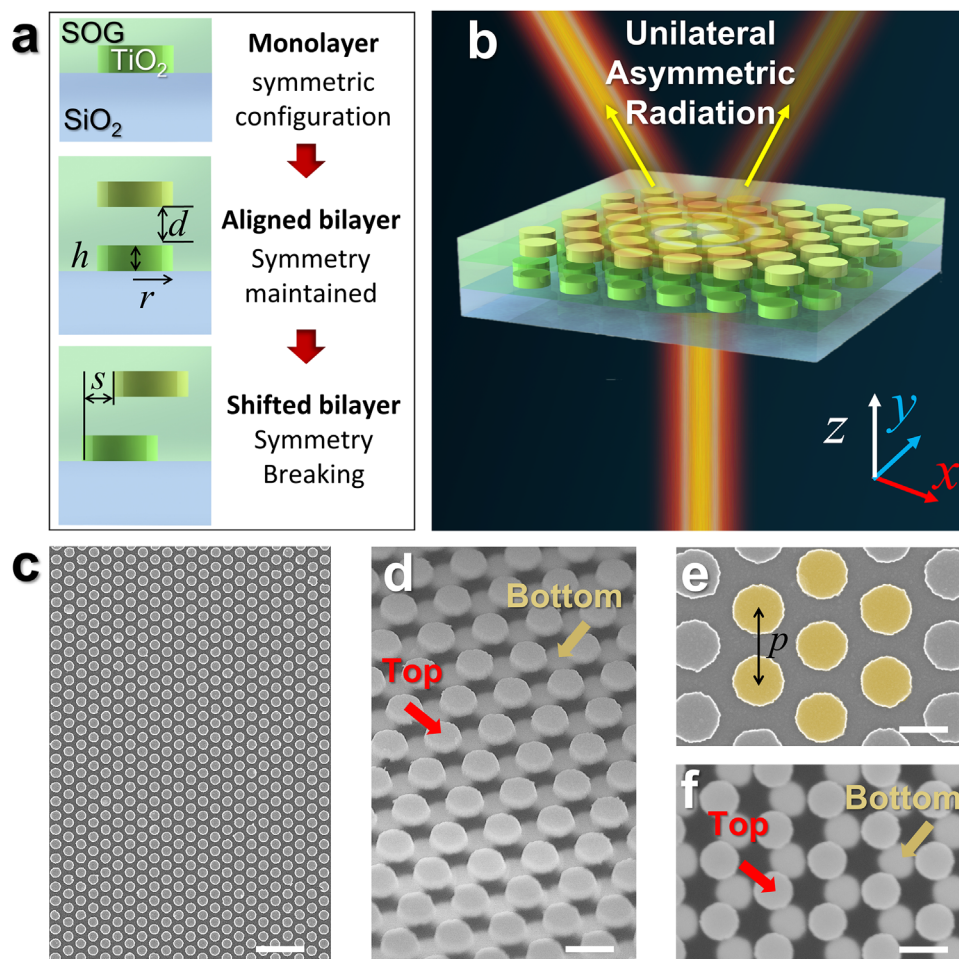 a
SOG
TiO2
SiO2
Monolayer
symmetric
configuration
d
h
r
Aligned bilayer
Symmetry
maintained
s
Shifted bilayer
Symmetry
Breaking
b
Unilateral
Asymmetric
Radiation
z
y
x
c
d
Bottom
Top
e
p
f
Bottom
Top